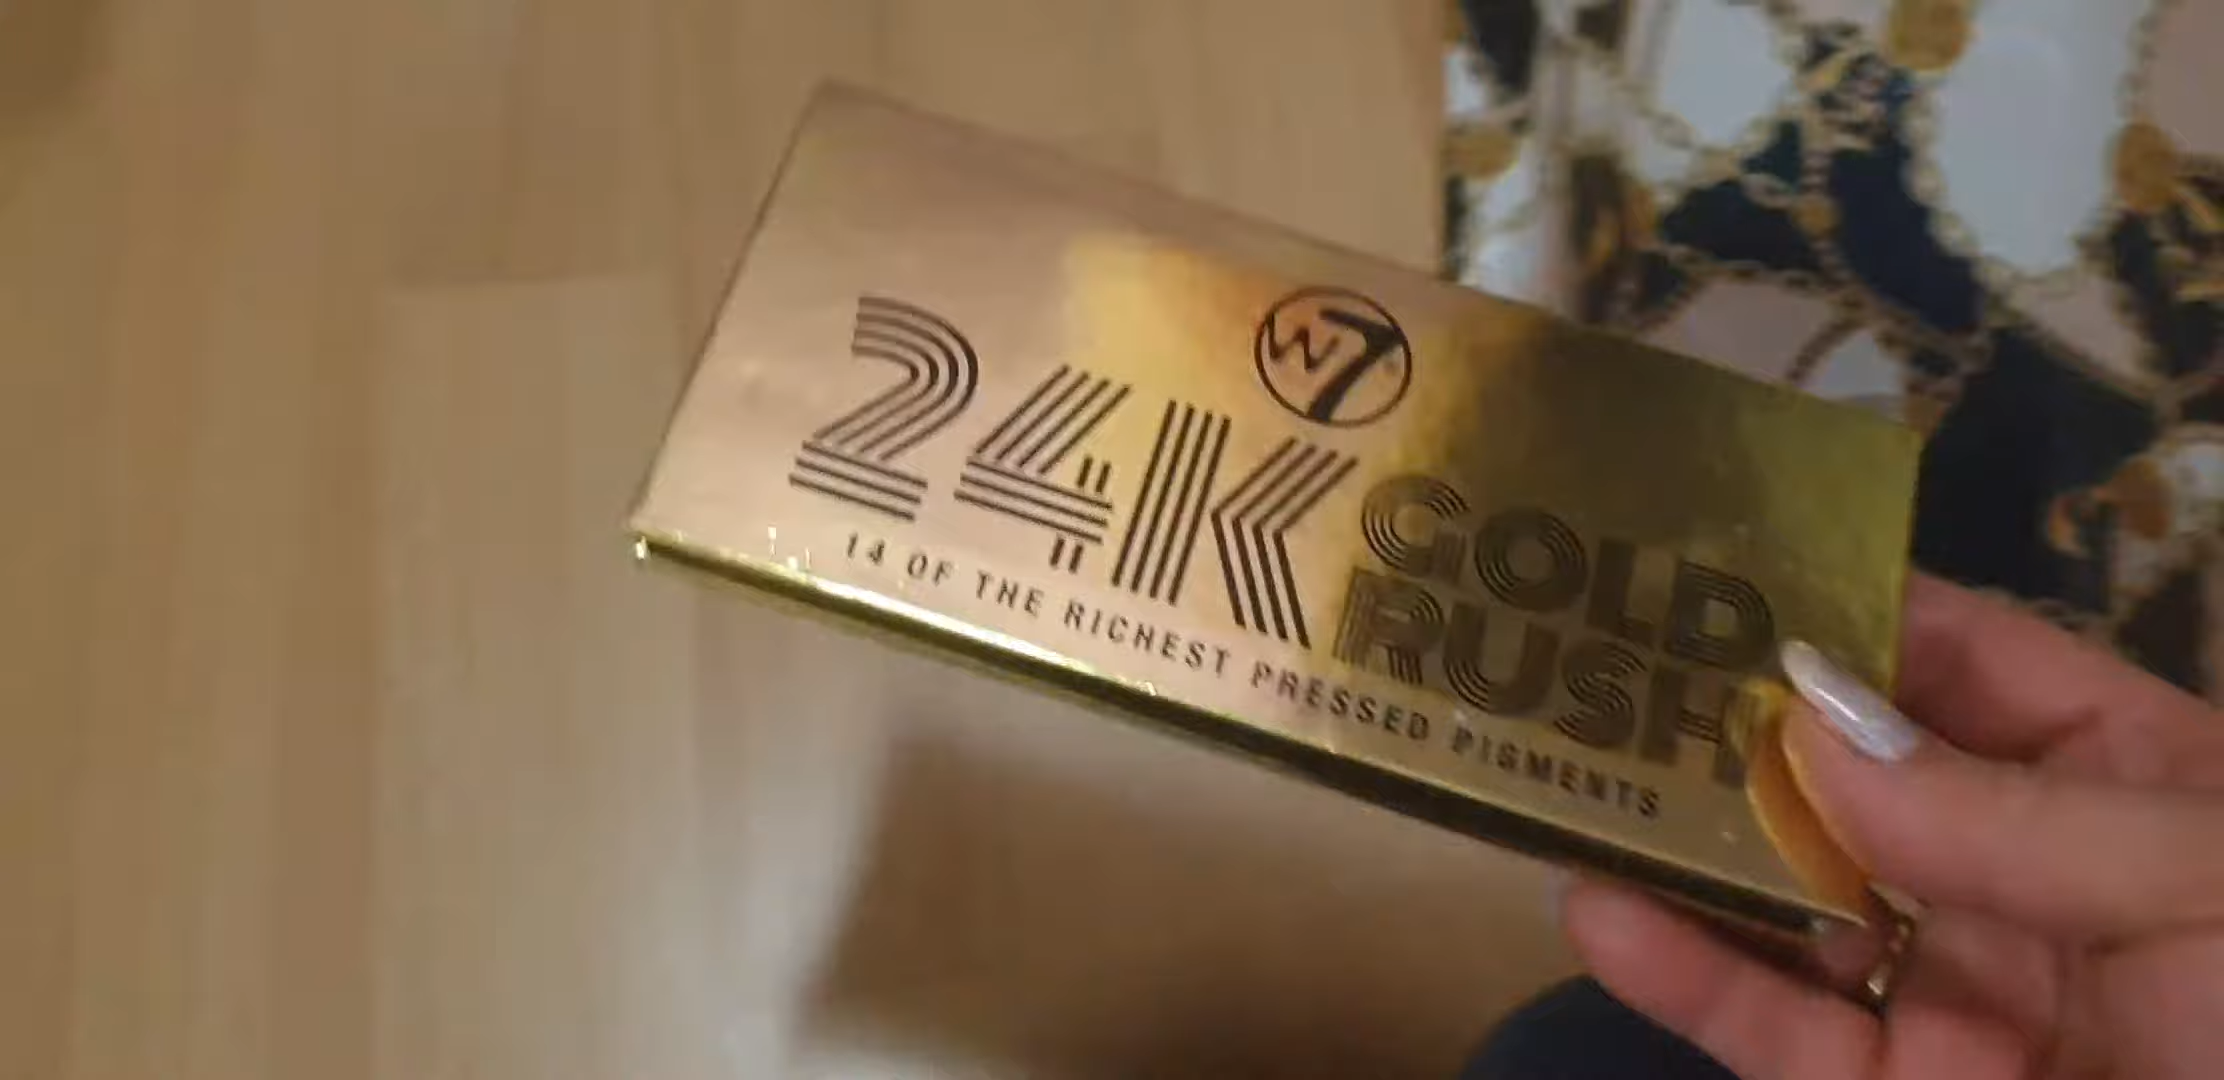 W7
24K
GOLD
RUSH
14 OF THE RICHEST PRESSED PIGMENTS